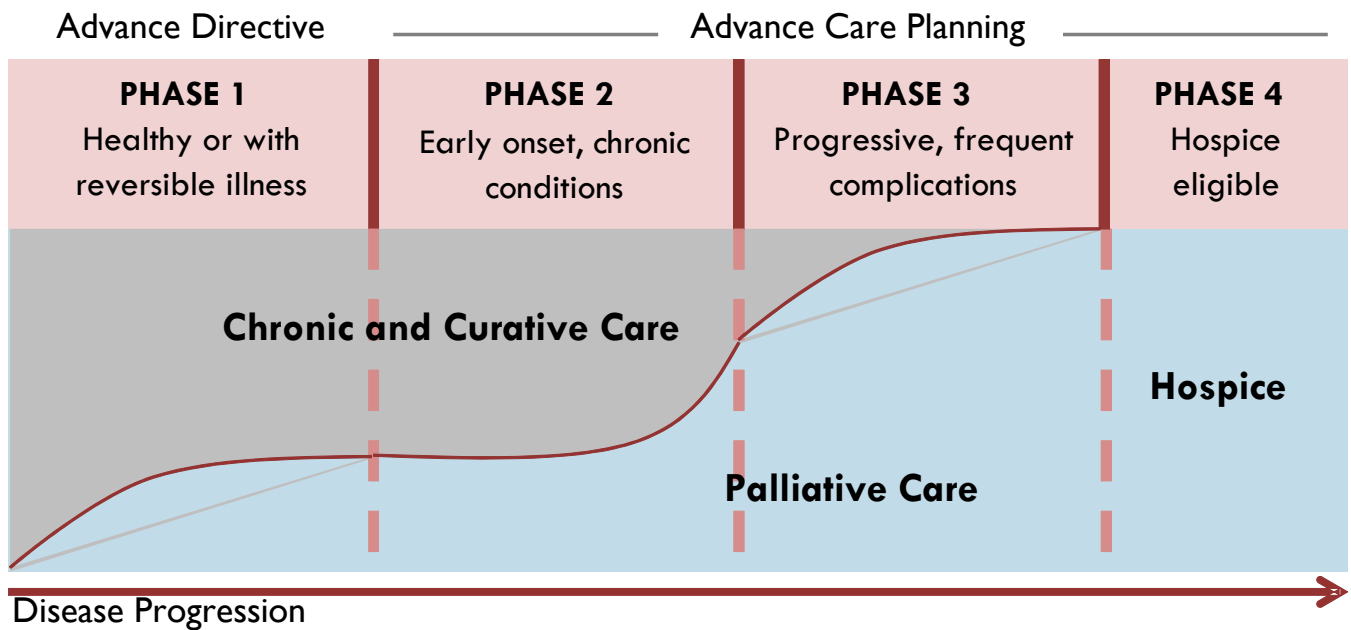 Advance Directive
Advance Care Planning
PHASE 1
Healthy or with
reversible illness
PHASE 2
Early onset, chronic
conditions
PHASE 3
Progressive, frequent
complications
PHASE 4
Hospice
eligible
Chronic and Curative Care
Hospice
Palliative Care
Disease Progression